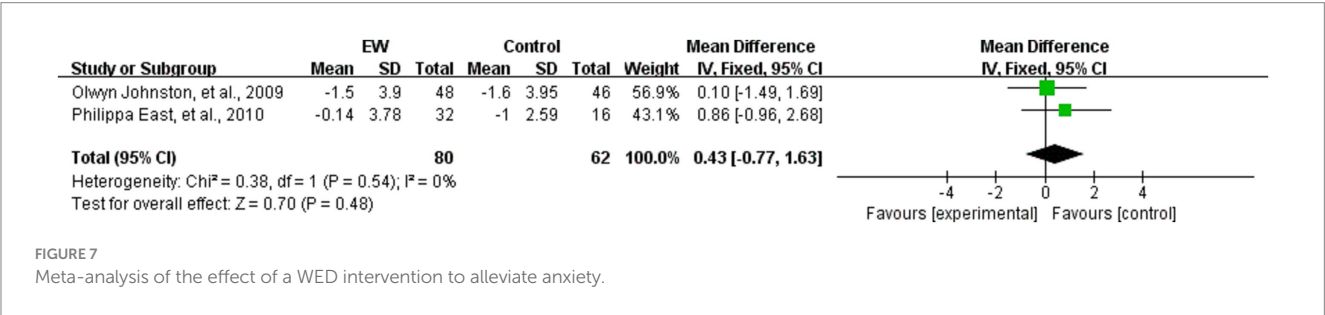 EW Control Mean Difference Mean Difference
Study or Subgroup Mean SD Total Mean SD Total Weight IV, Fixed, 95% CI IV, Fixed, 95% CI
Olwyn Johnston, et al., 2009 -1.5 3.9 48 -1.6 3.95 46 56.9% 0.10 [-1.49, 1.69]
Philippa East, et al., 2010 -0.14 3.78 32 -1 2.59 16 43.1% 0.86 [-0.96, 2.68]
Total (95% CI) 80 62 100.0% 0.43 [-0.77, 1.63]
Heterogeneity: Chi² = 0.38, df = 1 (P = 0.54); I² = 0%
Test for overall effect: Z = 0.70 (P = 0.48)
-4 -2 0 2 4
Favours [experimental] Favours [control]
FIGURE 7
Meta-analysis of the effect of a WED intervention to alleviate anxiety.